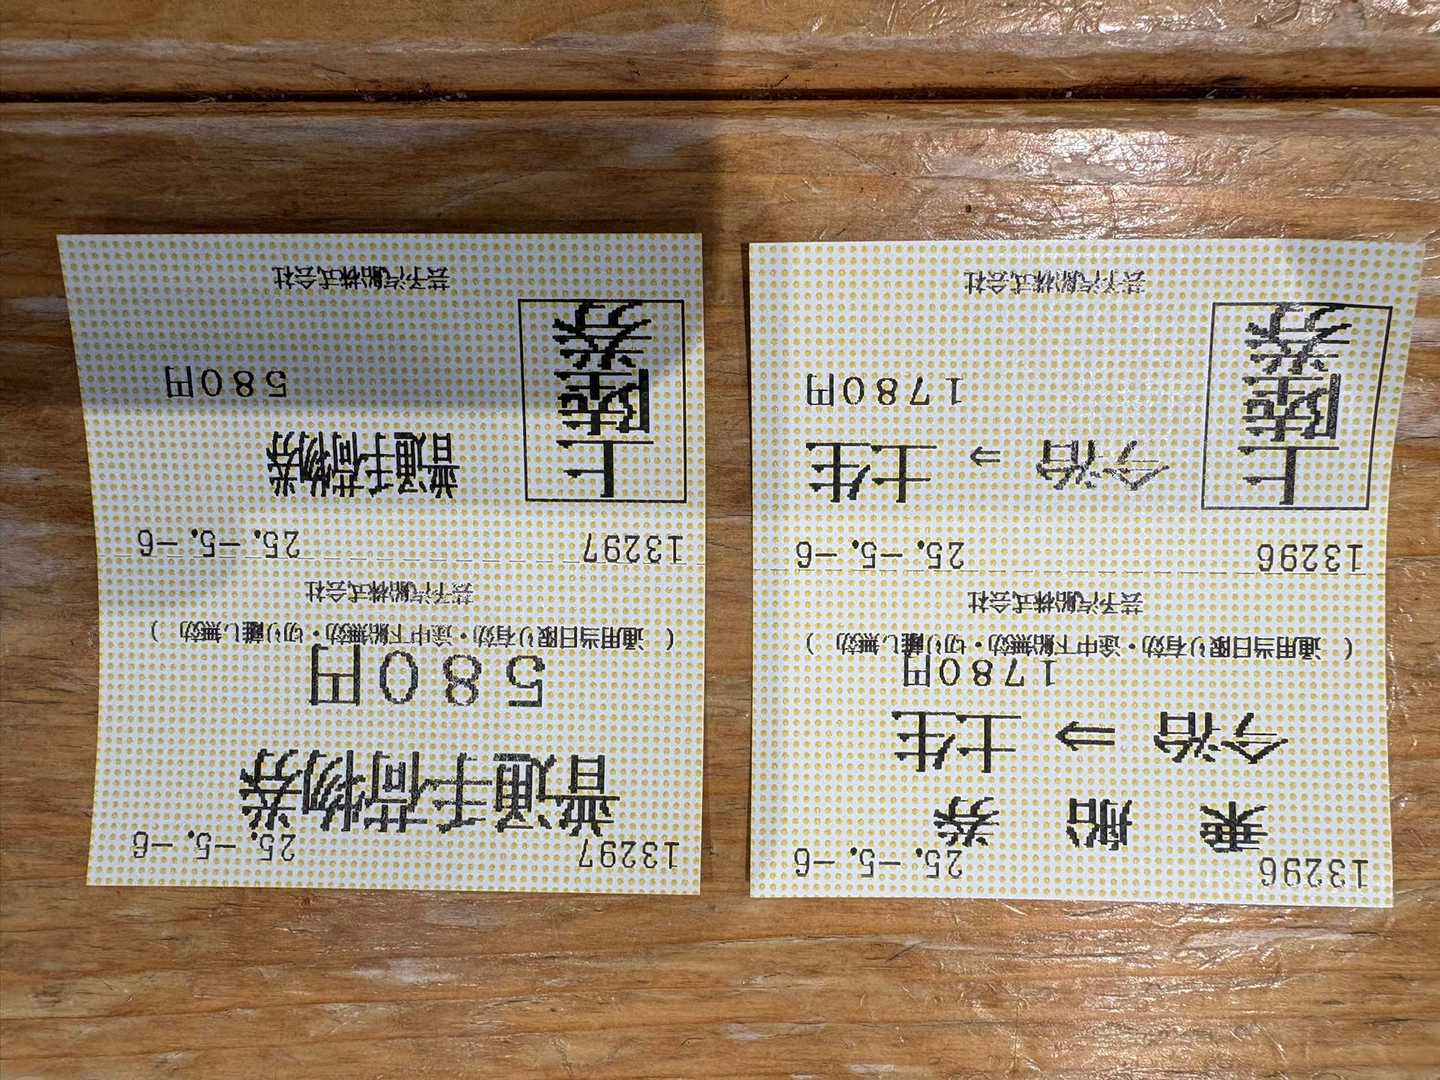 13296 25.-5.-6
乗船券
今治 ⇒ 土生
1780円
(通用当日限り有効・途中下船無効・切り離し無効)
芸予汽船株式会社
13296 25.-5.-6
上陸券
今治 ⇒ 土生
1780円
芸予汽船株式会社
13297 25.-5.-6
普通手荷物券
580円
(通用当日限り有効・途中下船無効・切り離し無効)
芸予汽船株式会社
13297 25.-5.-6
上陸券
普通手荷物券
580円
芸予汽船株式会社